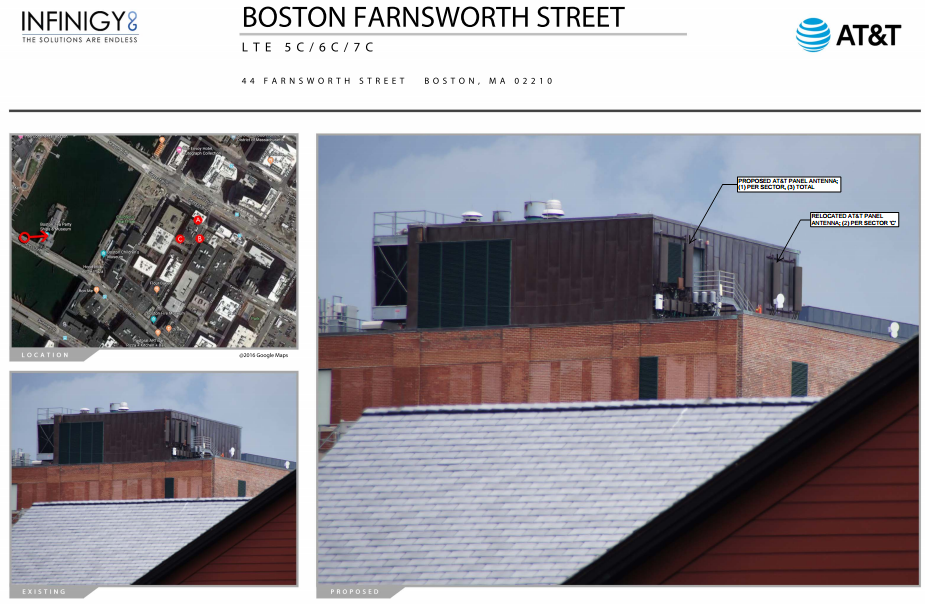 INFINIGY
THE SOLUTIONS ARE ENDLESS
BOSTON FARNSWORTH STREET
LTE 5C/6C/7C
44 FARNSWORTH STREET BOSTON, MA 02210
AT&T
A
C
B
LOCATION
@2016 Google Maps
PROPOSED AT&T PANEL ANTENNA;
(1) PER SECTOR, (3) TOTAL
RELOCATED AT&T PANEL
ANTENNA; (2) PER SECTOR 'C'
EXISTING
PROPOSED